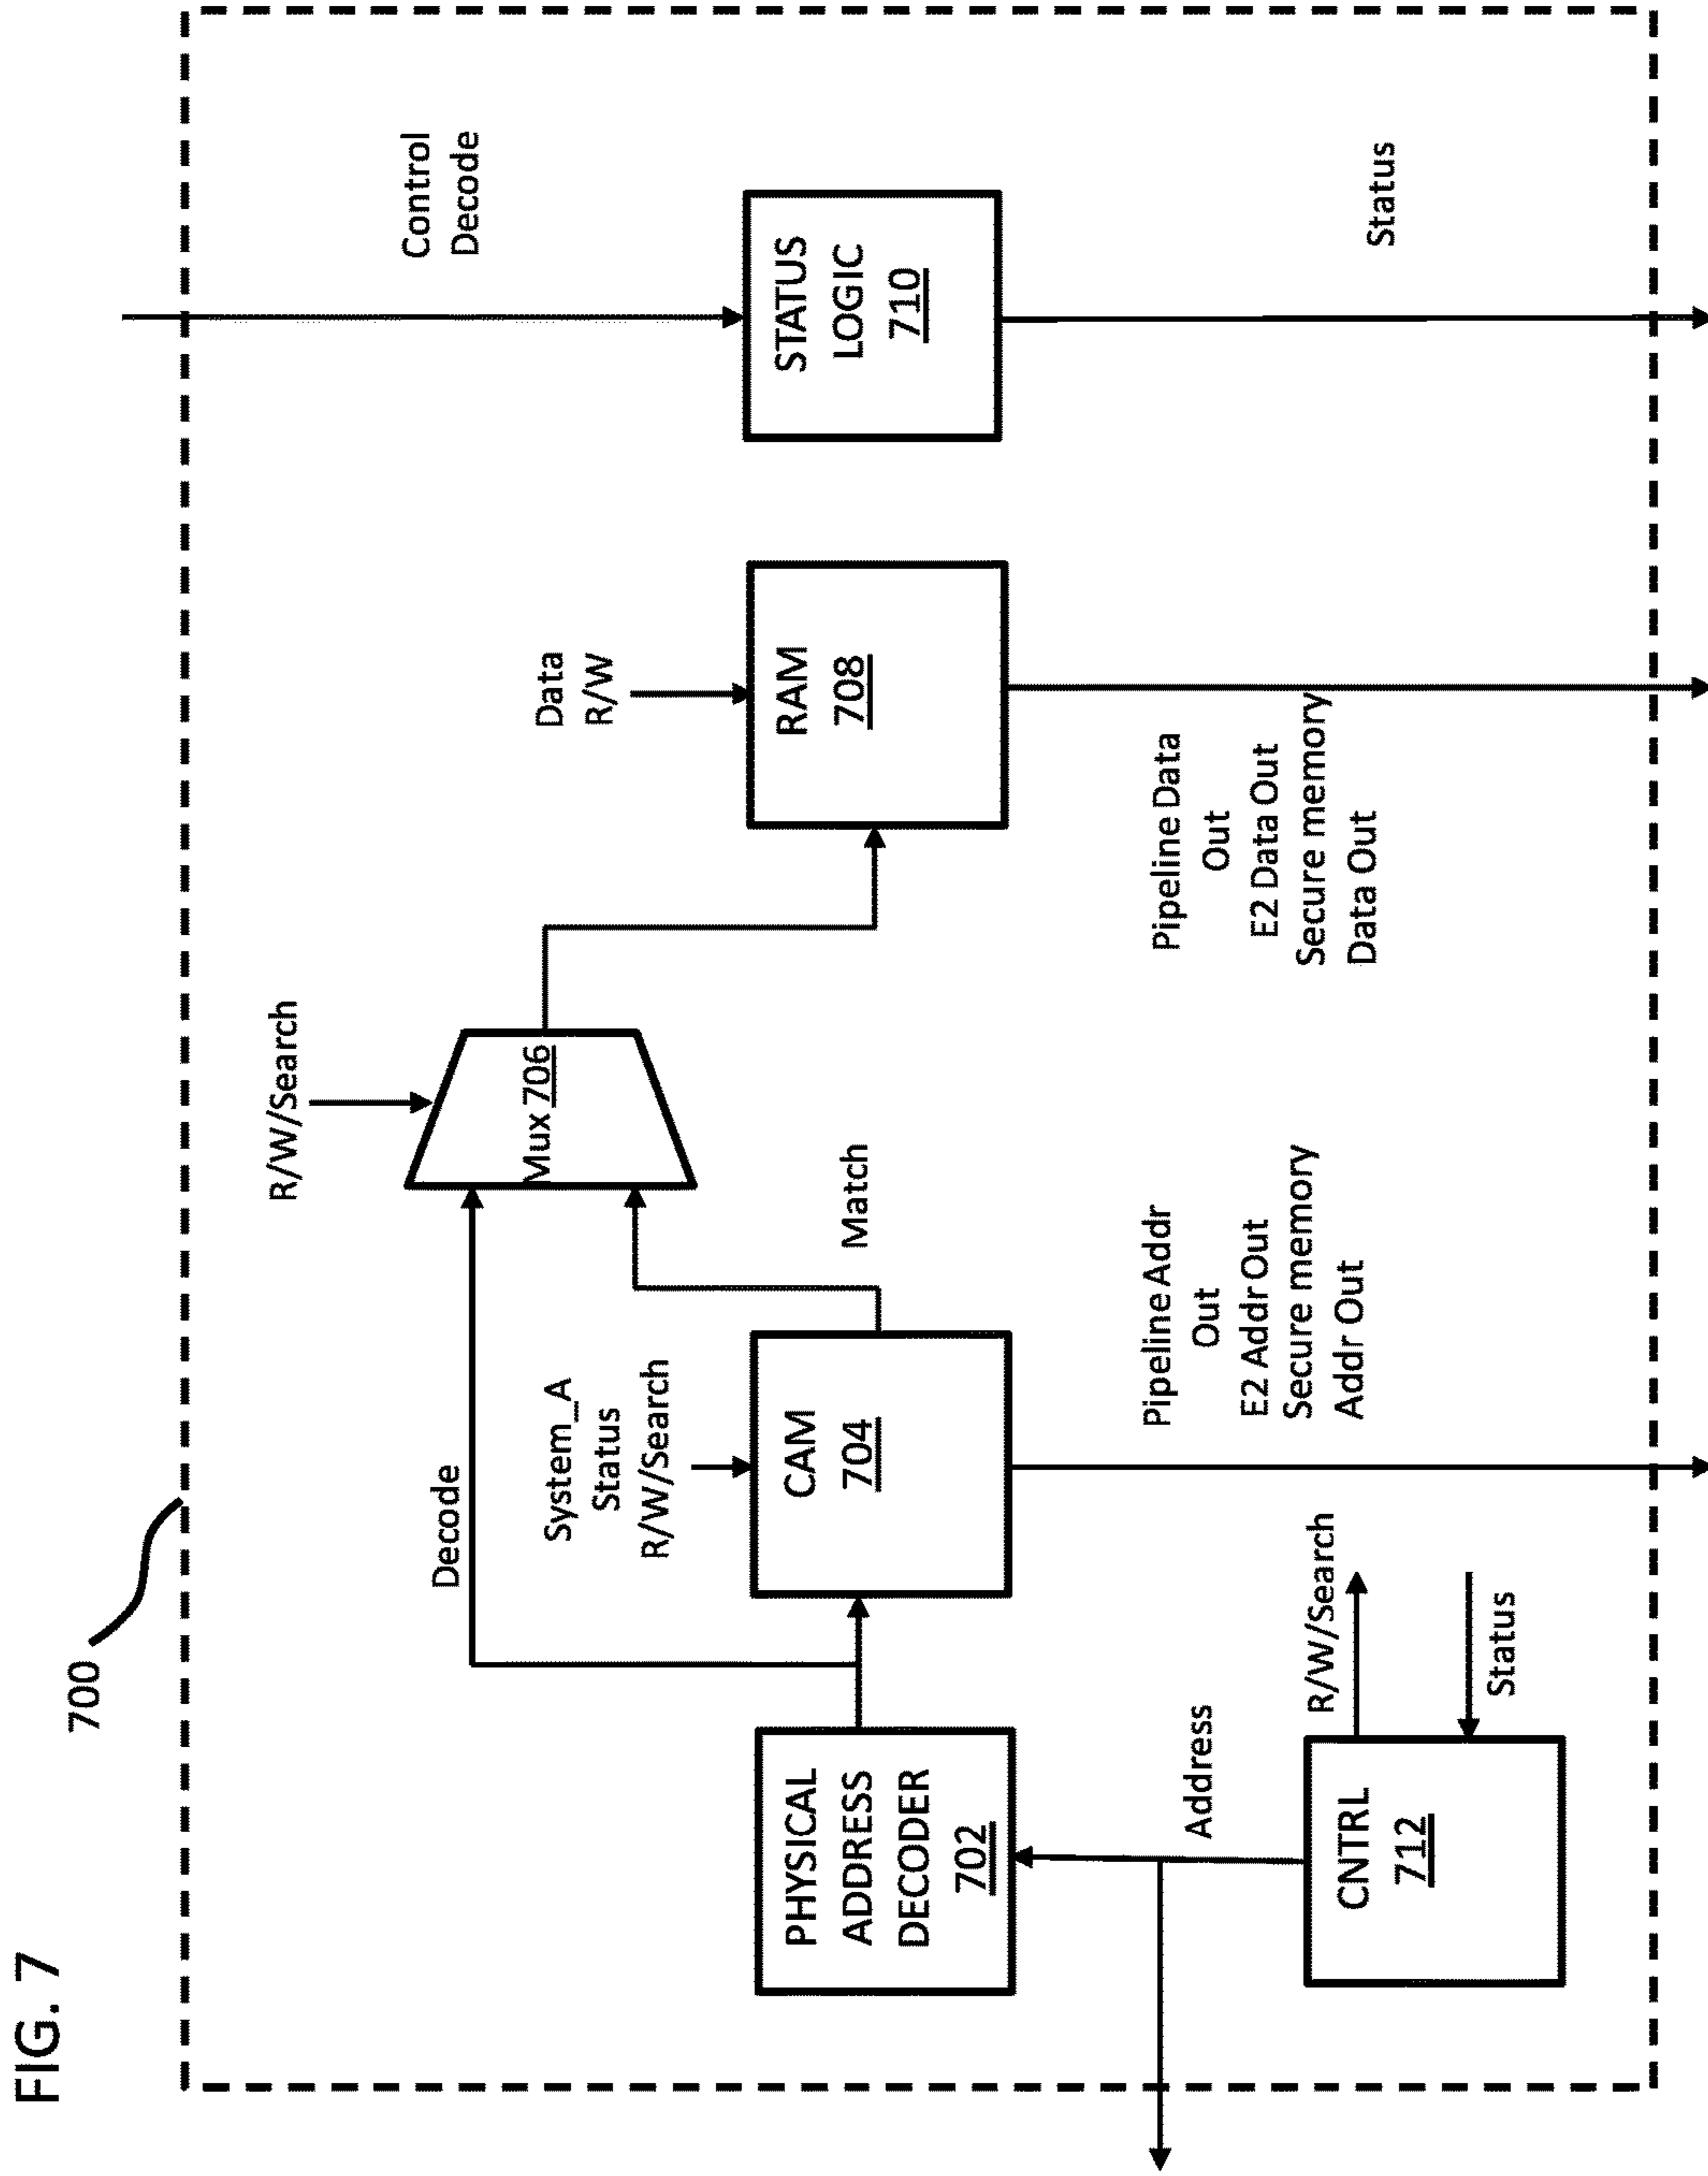 FIG. 7
700
Control
Decode
R/W/Search
Data
R/W
Decode
System_A
Status
R/W/Search
Mux 706
Match
PHYSICAL
ADDRESS
DECODER
702
CAM
704
RAM
708
STATUS
LOGIC
710
Address
R/W/Search
Status
CNTRL
712
Pipeline Addr
Out
E2 Addr Out
Secure memory
Addr Out
Pipeline Data
Out
E2 Data Out
Secure memory
Data Out
Status